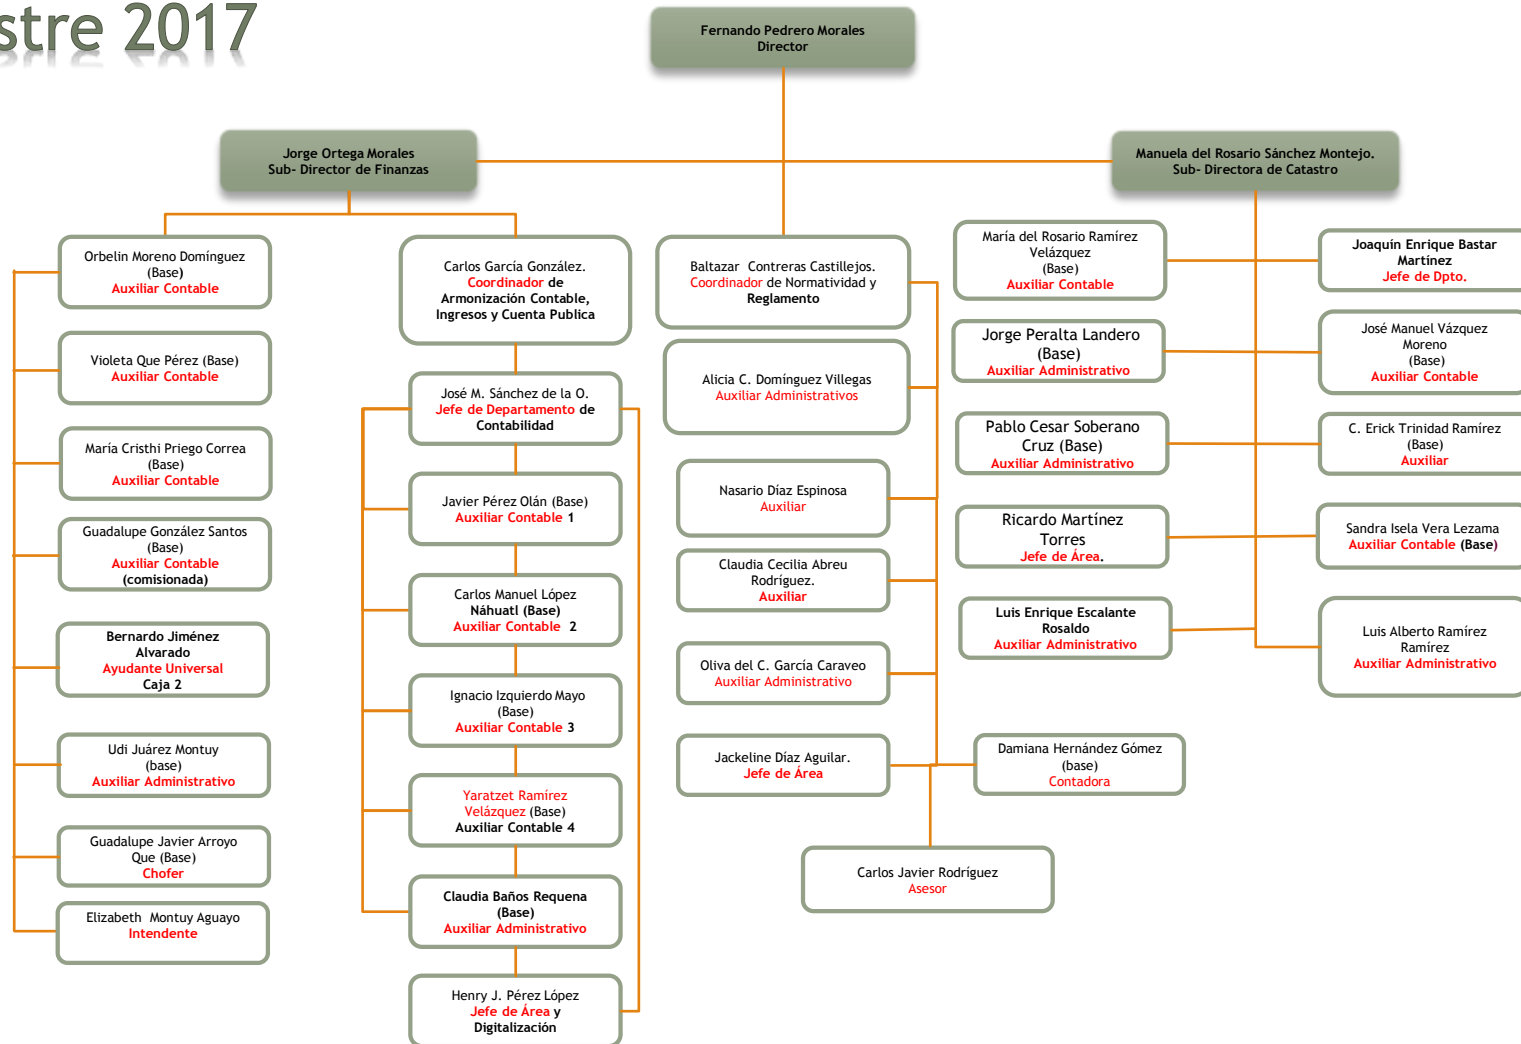 stre 2017
Fernando Pedrero Morales
Director
Jorge Ortega Morales
Sub- Director de Finanzas
Manuela del Rosario Sánchez Montejo.
Sub- Directora de Catastro
Orbelin Moreno Domínguez
(Base)
Auxiliar Contable
Violeta Que Pérez (Base)
Auxiliar Contable
María Cristhi Priego Correa
(Base)
Auxiliar Contable
Guadalupe González Santos
(Base)
Auxiliar Contable
(comisionada)
Bernardo Jiménez
Alvarado
Ayudante Universal
Caja 2
Udi Juárez Montuy
(base)
Auxiliar Administrativo
Guadalupe Javier Arroyo
Que (Base)
Chofer
Elizabeth Montuy Aguayo
Intendente
Carlos García González.
Coordinador de
Armonización Contable,
Ingresos y Cuenta Publica
José M. Sánchez de la O.
Jefe de Departamento de
Contabilidad
Javier Pérez Olán (Base)
Auxiliar Contable 1
Carlos Manuel López
Náhuatl (Base)
Auxiliar Contable 2
Ignacio Izquierdo Mayo
(Base)
Auxiliar Contable 3
Yaratzet Ramírez
Velázquez (Base)
Auxiliar Contable 4
Claudia Baños Requena
(Base)
Auxiliar Administrativo
Henry J. Pérez López
Jefe de Área y
Digitalización
Baltazar Contreras Castillejos.
Coordinador de Normatividad y
Reglamento
Alicia C. Domínguez Villegas
Auxiliar Administrativos
Nasario Díaz Espinosa
Auxiliar
Claudia Cecilia Abreu
Rodríguez.
Auxiliar
Oliva del C. García Caraveo
Auxiliar Administrativo
Jackeline Díaz Aguilar.
Jefe de Área
Damiana Hernández Gómez
(base)
Contadora
Carlos Javier Rodríguez
Asesor
María del Rosario Ramírez
Velázquez
(Base)
Auxiliar Contable
Jorge Peralta Landero
(Base)
Auxiliar Administrativo
Pablo Cesar Soberano
Cruz (Base)
Auxiliar Administrativo
Ricardo Martínez
Torres
Jefe de Área.
Luis Enrique Escalante
Rosaldo
Auxiliar Administrativo
Joaquín Enrique Bastar
Martínez
Jefe de Dpto.
José Manuel Vázquez
Moreno
(Base)
Auxiliar Contable
C. Erick Trinidad Ramírez
(Base)
Auxiliar
Sandra Isela Vera Lezama
Auxiliar Contable (Base)
Luis Alberto Ramírez
Ramírez
Auxiliar Administrativo